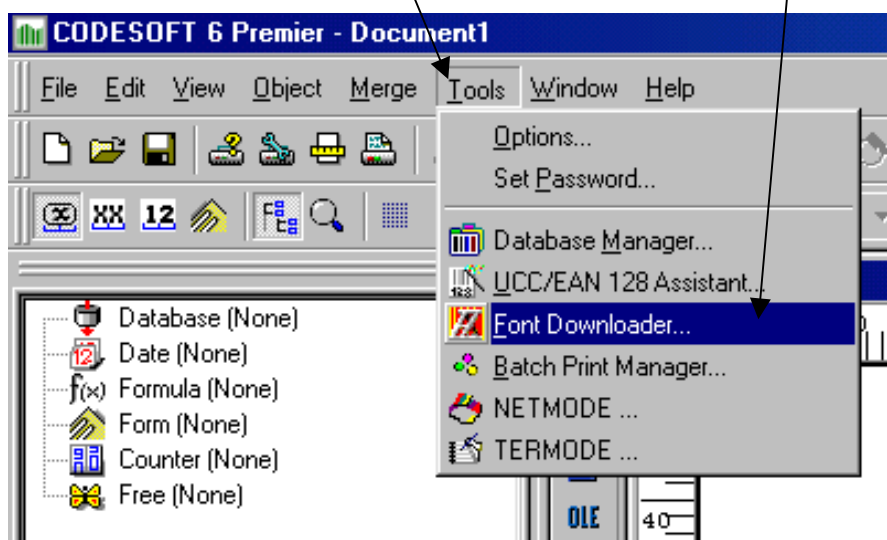 CODESOFT 6 Premier - Document1
File Edit View Object Merge Tools Window Help
Options...
Set Password...
XX 12
Database Manager...
UCC/EAN 128 Assistant...
Font Downloader...
Batch Print Manager...
NETMODE ...
TERMODE ...
Database (None)
12 Date (None)
f(x) Formula (None)
Form (None)
Counter (None)
Free (None)
OLE 40